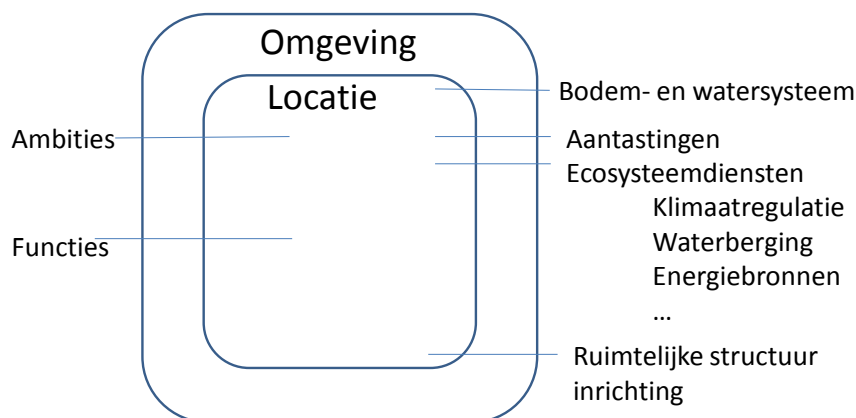 Omgeving
Locatie
Ambities
Functies
Bodem- en watersysteem
Aantastingen
Ecosysteemdiensten
Klimaatregulatie
Waterberging
Energiebronnen
...
Ruimtelijke structuur
inrichting